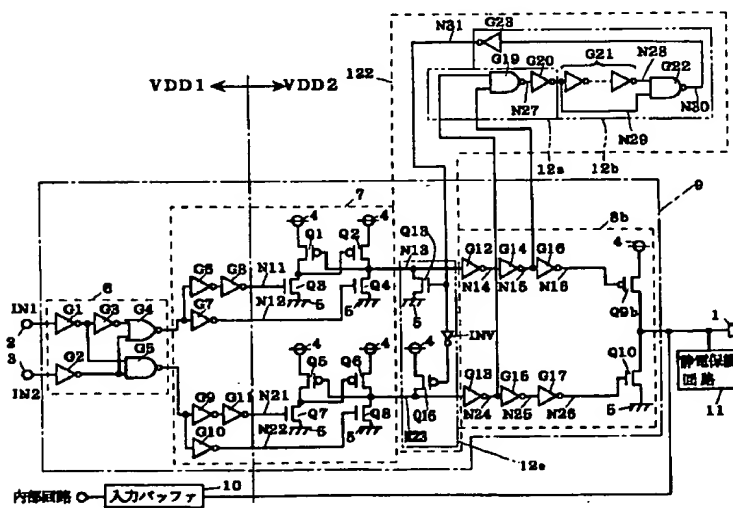 N31
G23
G19
G20
G21
N28
G22
N27
N29
N30
122
VDD1
VDD2
12a
12b
9
7
4
4
Q13
8b
Q1
Q2
N13
4
6
G6
G8
N11
G12
G14
G16
IN1
G1
G3
G4
G7
N12
Q3
Q4
5
5
5
N14
N15
N16
Q9b
2
3
IN2
G2
G5
4
4
4
INV
1
Q5
Q6
G13
G15
G17
Q10
静電保護回路
G9
G11
N21
Q7
Q8
5
5
Q16
N24
N25
N26
5
11
G10
N22
N23
12e
内部回路
入力バッファ
10